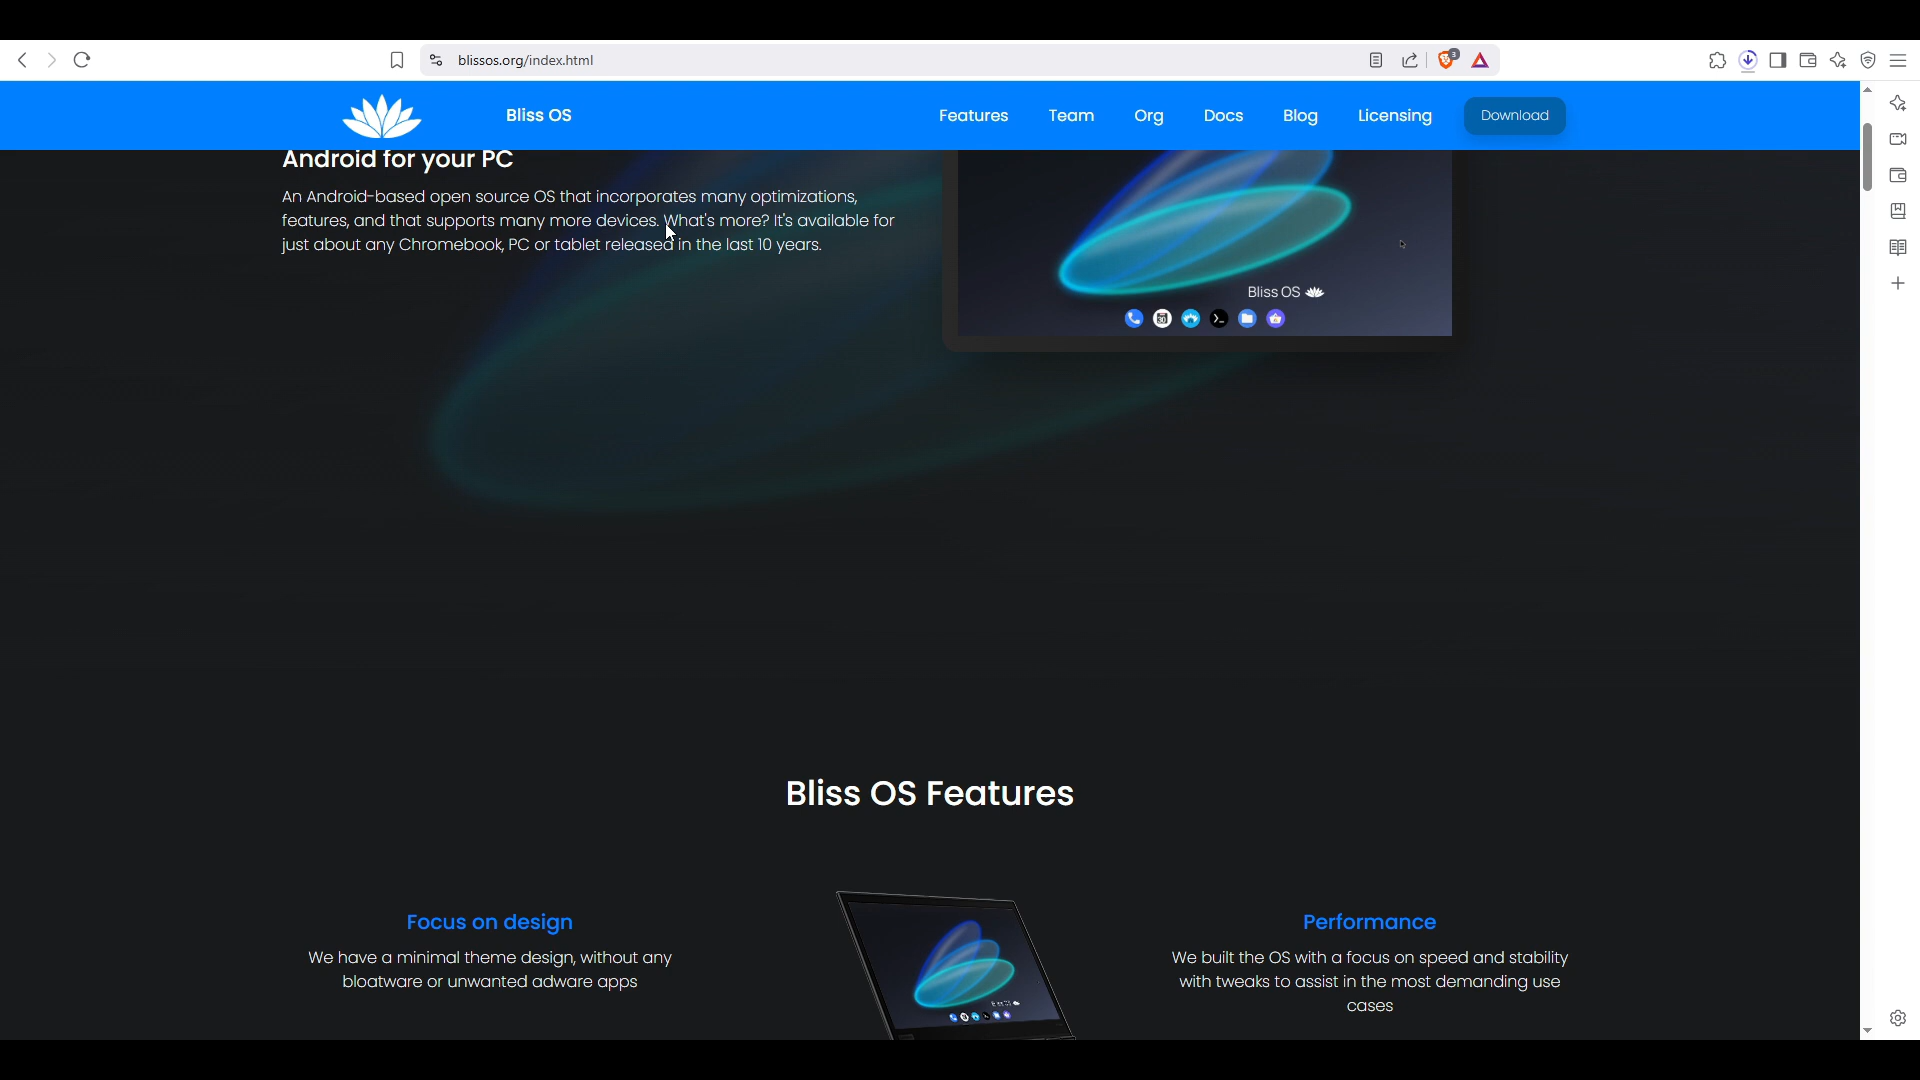 blissos.org/index.html
3
Bliss OS
Features
Team
Org
Docs
Blog
Licensing
Download
Android for your PC
An Android-based open source OS that incorporates many optimizations,
features, and that supports many more devices. What's more? It's available for
just about any Chromebook, PC or tablet released in the last 10 years.
Bliss OS
Bliss OS Features
Focus on design
We have a minimal theme design, without any
bloatware or unwanted adware apps
Performance
We built the OS with a focus on speed and stability
with tweaks to assist in the most demanding use
cases